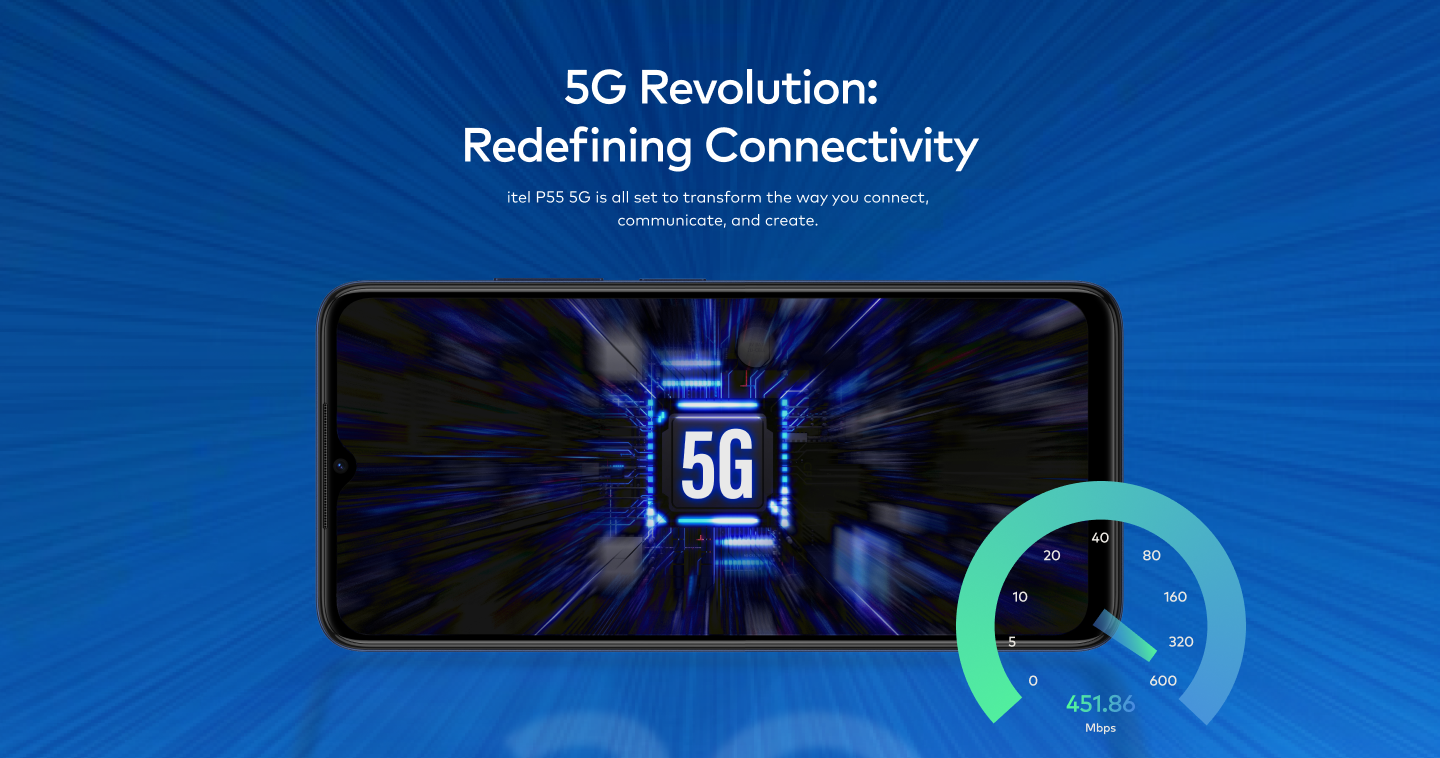 5G Revolution:
Redefining Connectivity
itel P55 5G is all set to transform the way you connect,
communicate, and create.
5G
40
20
80
10
160
5
320
0
600
451.86
Mbps